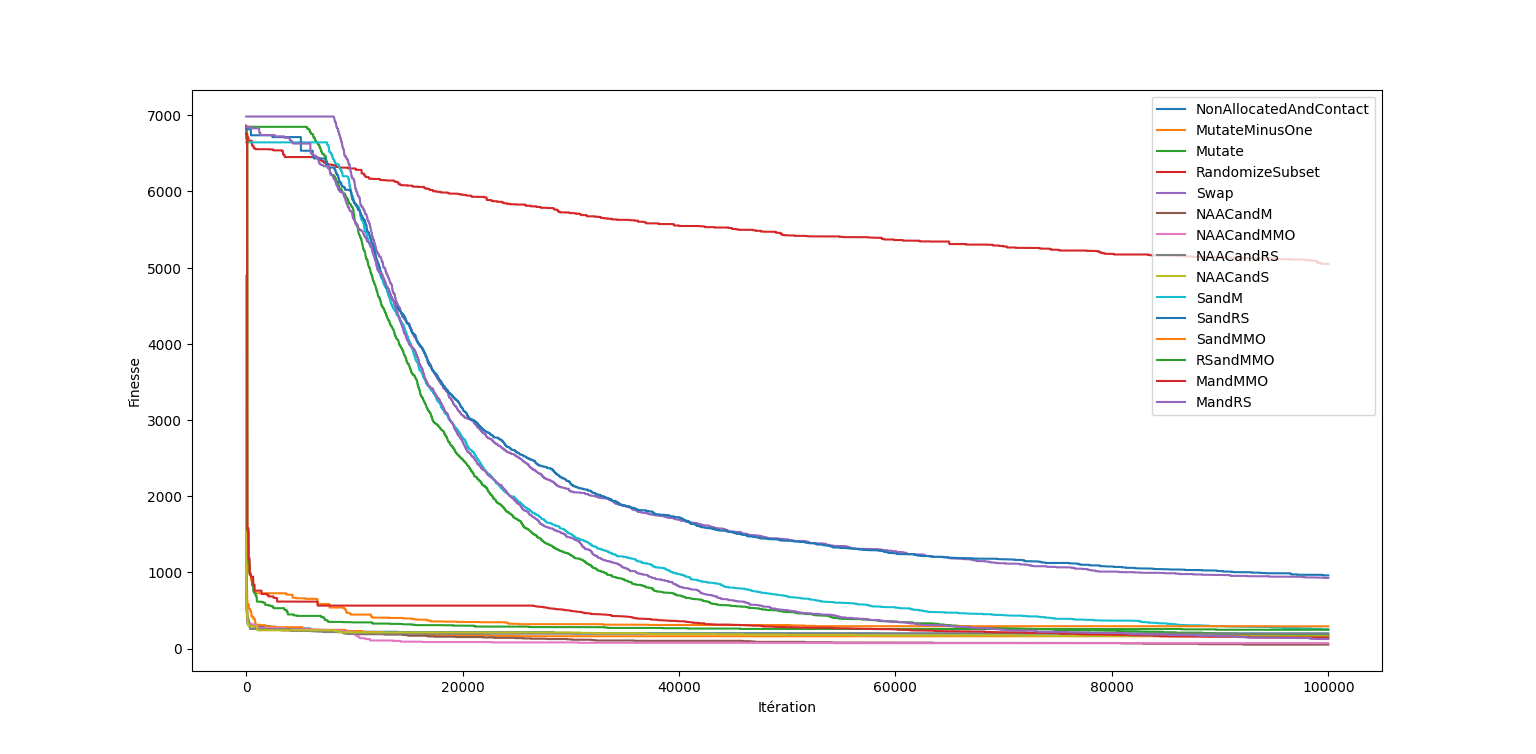 7000
6000
5000
4000
3000
2000
1000
0
Finesse
0
20000
40000
60000
80000
100000
Itération
NonAllocatedAndContact
MutateMinusOne
Mutate
RandomizeSubset
Swap
NAACandM
NAACandMMO
NAACandRS
NAACandS
SandM
SandRS
SandMMO
RSandMMO
MandMMO
MandRS